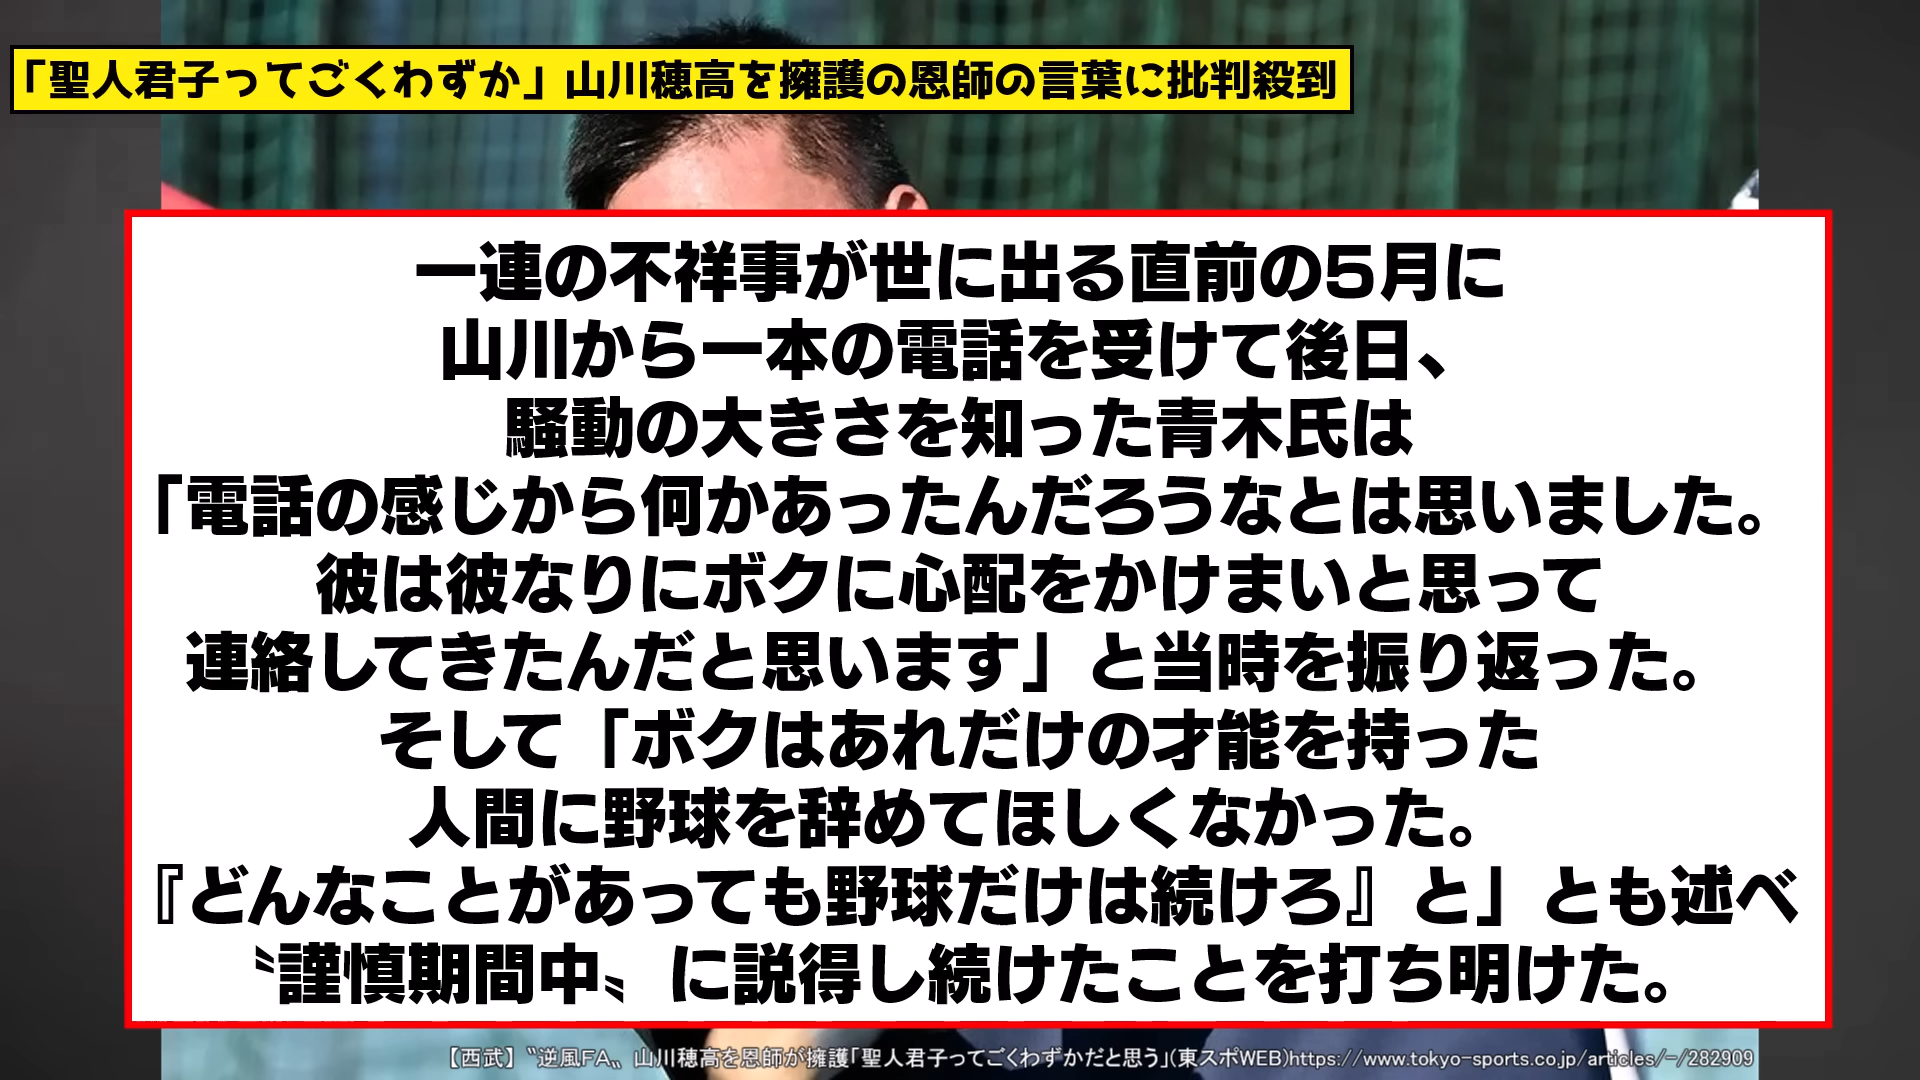 「聖人君子ってごくわずか」山川穂高を擁護の恩師の言葉に批判殺到
一連の不祥事が世に出る直前の5月に
山川から一本の電話を受けて後日、
騒動の大きさを知った青木氏は
「電話の感じから何かあったんだろうなとは思いました。
彼は彼なりにボクに心配をかけまいと思って
連絡してきたんだと思います」と当時を振り返った。
そして「ボクはあれだけの才能を持った
人間に野球を辞めてほしくなかった。
『どんなことがあっても野球だけは続けろ』と」とも述べ
〝謹慎期間中〟に説得し続けたことを打ち明けた。
【西武】〝逆風FA〟山川穂高を恩師が擁護「聖人君子ってごくわずかだと思う」(東スポWEB)https://www.tokyo-sports.co.jp/articles/-/282909